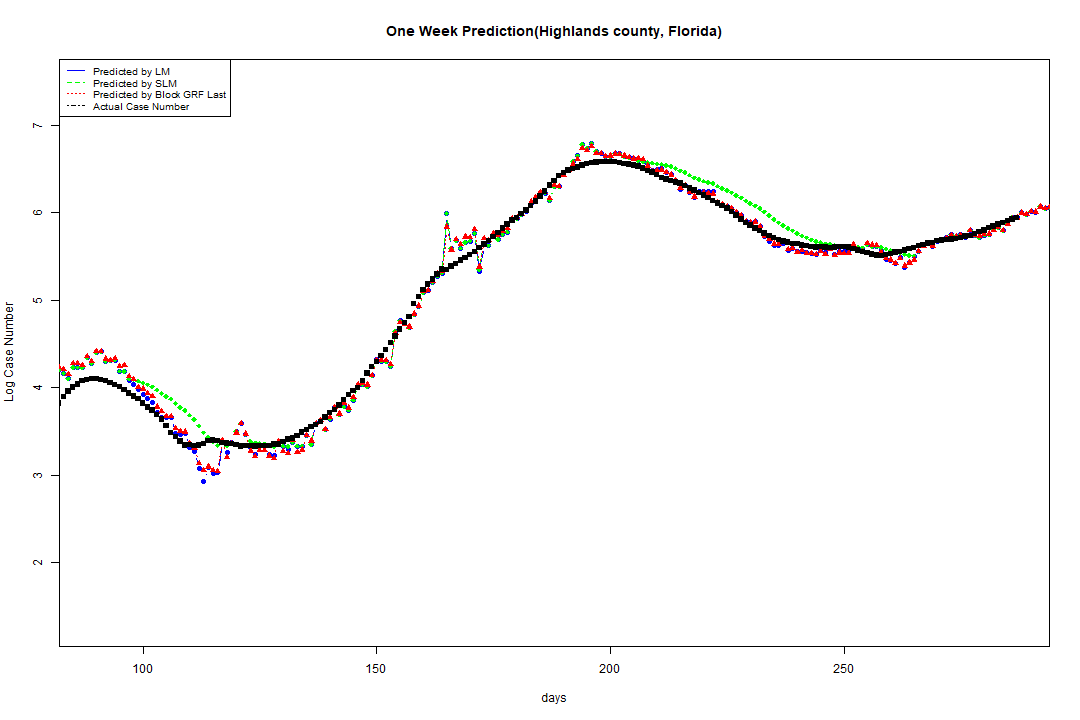 One Week Prediction(Highlands county, Florida)
Predicted by LM
Predicted by SLM
Predicted by Block GRF Last
Actual Case Number
7
6
5
4
3
2
Log Case Number
100 150 200 250
days